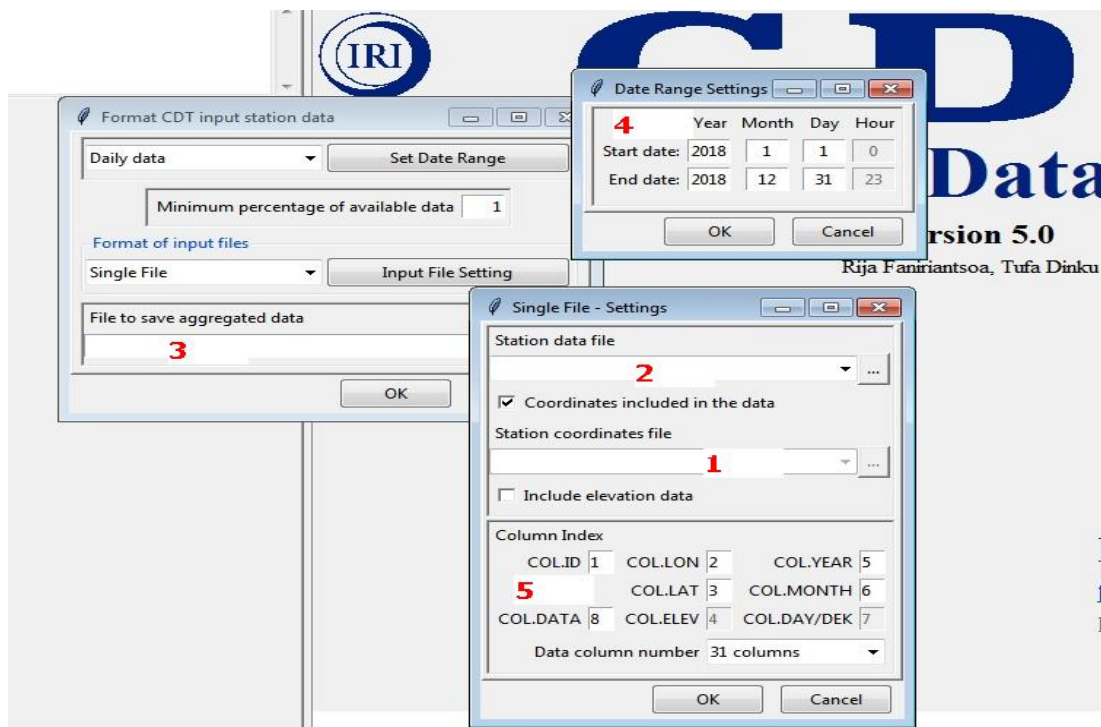 IRI
CD
Data
rsion 5.0
Rija Faniriantsoa, Tufa Dinku
Format CDT input station data
Daily data
Set Date Range
Minimum percentage of available data 1
Format of input files
Single File
Input File Setting
File to save aggregated data
3
OK
Date Range Settings
4 Year Month Day Hour
Start date: 2018 1 1 0
End date: 2018 12 31 23
OK Cancel
Single File - Settings
Station data file
2
...
Coordinates included in the data
Station coordinates file
1
...
Include elevation data
Column Index
COL.ID 1 COL.LON 2 COL.YEAR 5
5 COL.LAT 3 COL.MONTH 6
COL.DATA 8 COL.ELEV 4 COL.DAY/DEK 7
Data column number 31 columns
OK Cancel